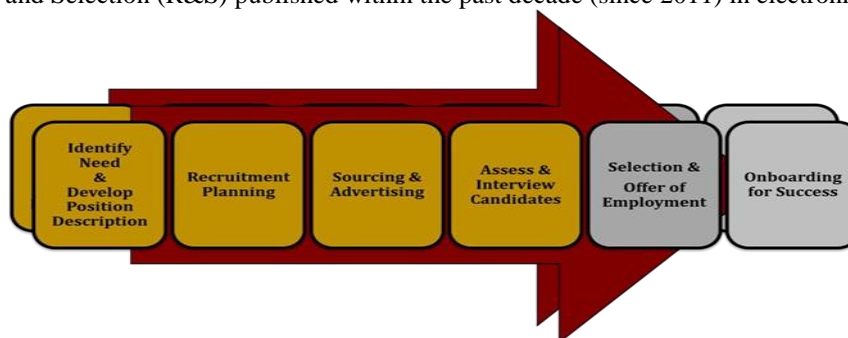 and Selection (R&S) published within the past decade (since 2011) in electroni
Identify
Need
&
Develop
Position
Description
Recruitment
Planning
Sourcing &
Advertising
Assess &
Interview
Candidates
Selection &
Offer of
Employment
Onboarding
for Success